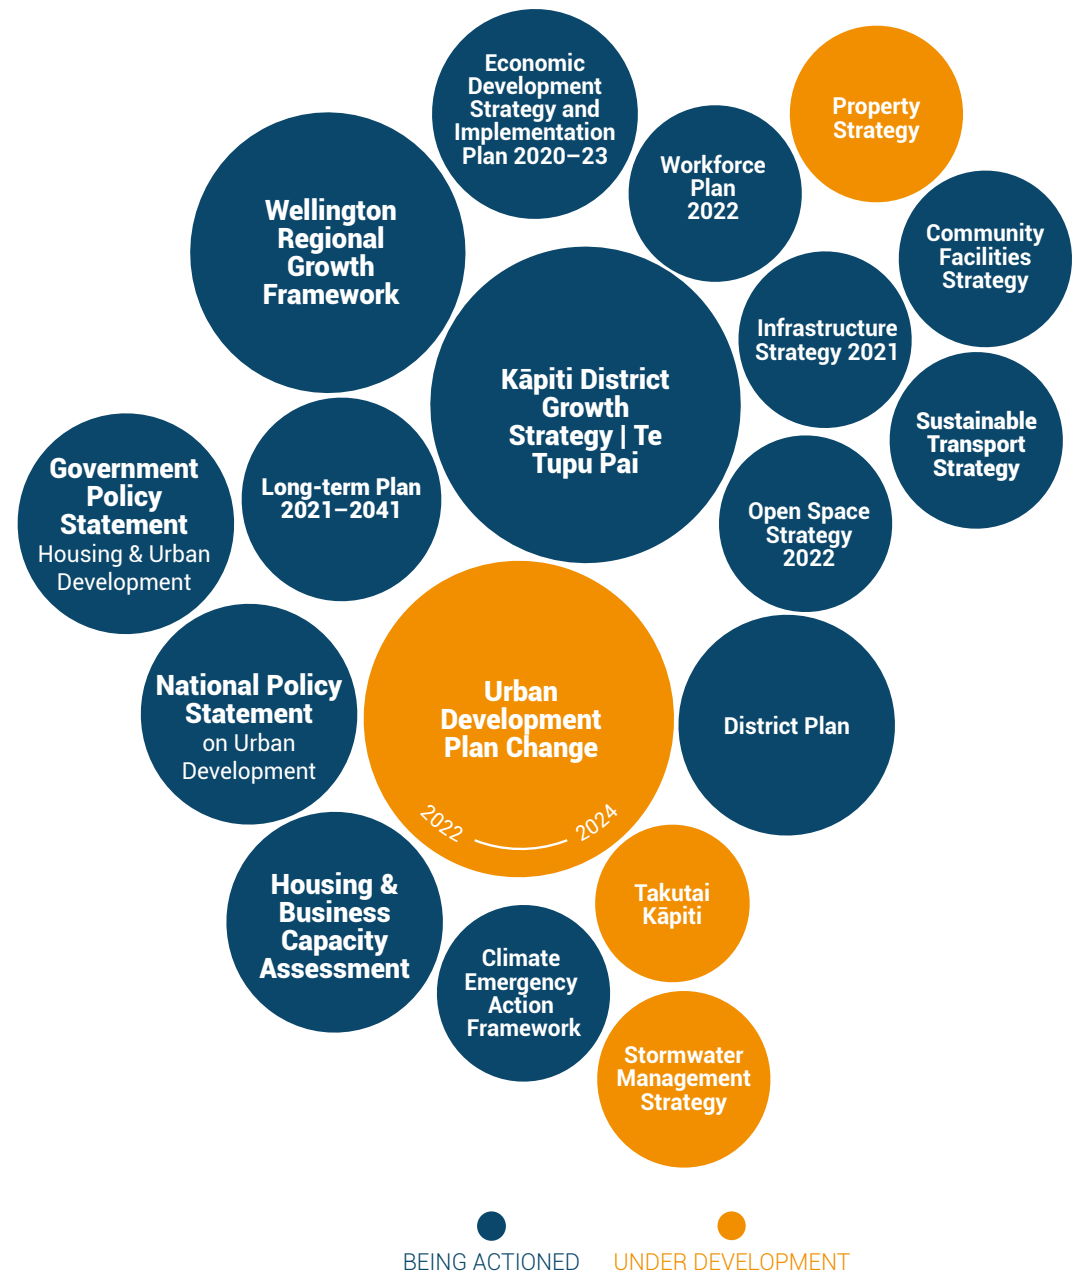 Economic
Development
Strategy and
Implementation
Plan 2020–23
Property
Strategy
Workforce
Plan
2022
Wellington
Regional
Growth
Framework
Community
Facilities
Strategy
Infrastructure
Strategy 2021
Kāpiti District
Growth
Strategy | Te
Tupu Pai
Sustainable
Transport
Strategy
Government
Policy
Statement
Housing & Urban
Development
Long-term Plan
2021–2041
Open Space
Strategy
2022
National Policy
Statement
on Urban
Development
Urban
Development
Plan Change
2022
2024
District Plan
Housing &
Business
Capacity
Assessment
Takutai
Kāpiti
Climate
Emergency
Action
Framework
Stormwater
Management
Strategy
BEING ACTIONED
UNDER DEVELOPMENT